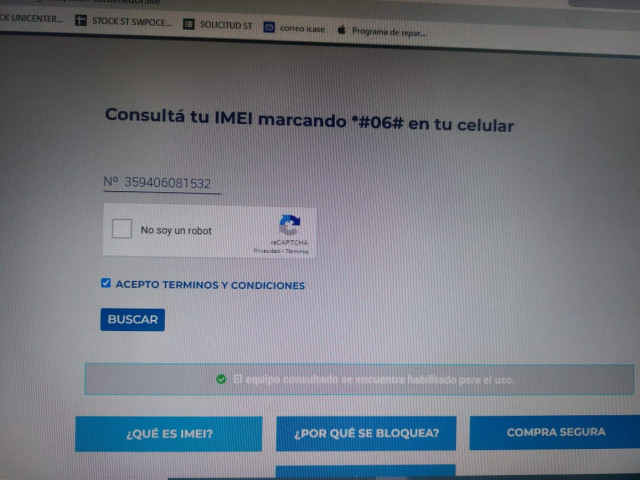 CK UNICENTER...
STOCK ST SWPOCE...
SOLICITUD ST
correo icase
Programa de repar...
Consultá tu IMEI marcando *#06# en tu celular
Nº 359406081532
No soy un robot
reCAPTCHA
Privacidad - Términos
ACEPTO TERMINOS Y CONDICIONES
BUSCAR
El equipo consultado se encuentra habilitado para el uso.
¿QUÉ ES IMEI?
¿POR QUÉ SE BLOQUEA?
COMPRA SEGURA